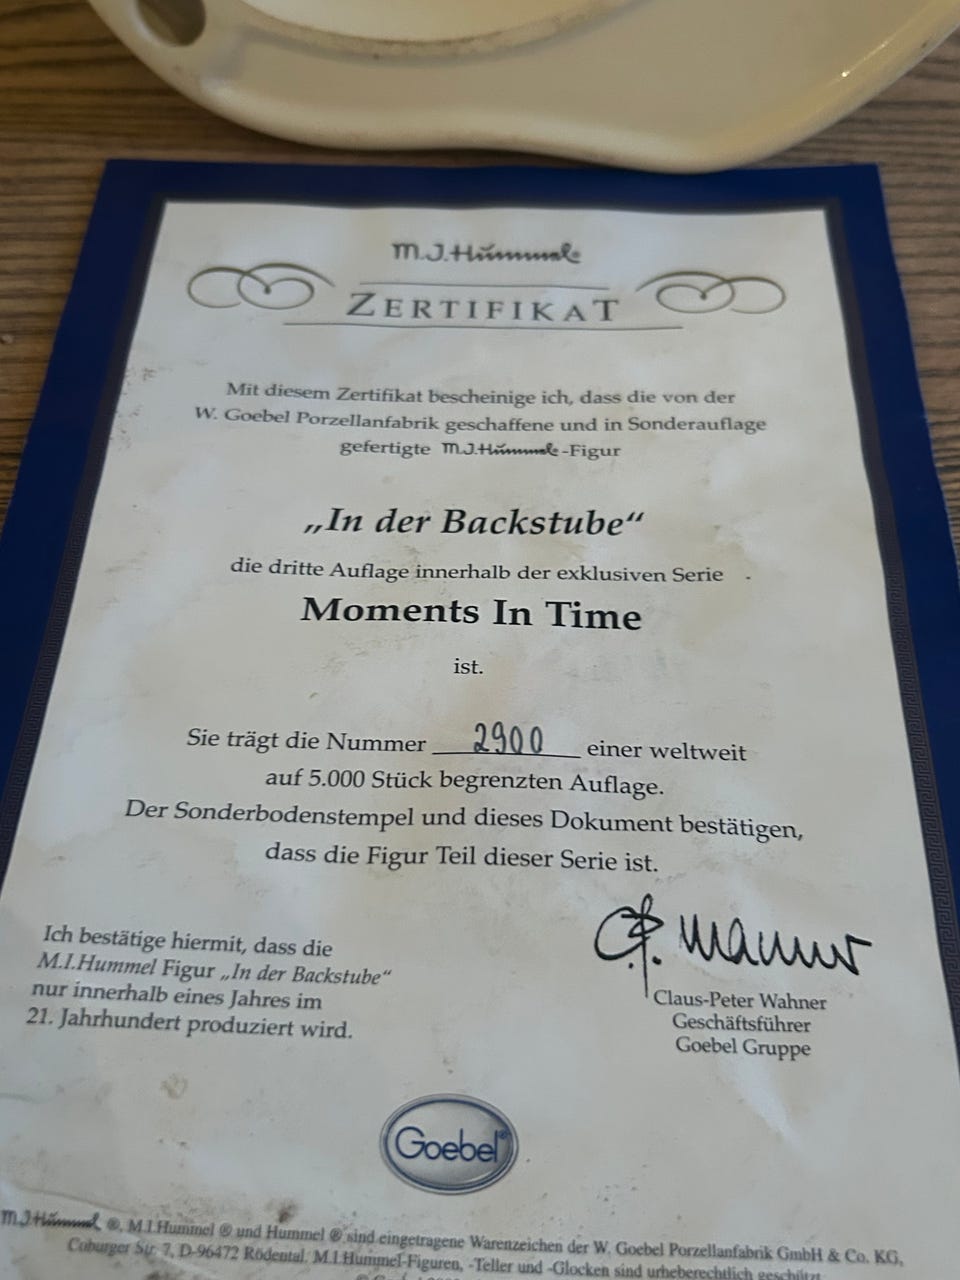 M.J.Hummel
ZERTIFIKAT
Mit diesem Zertifikat bescheinige ich, dass die von der
W. Goebel Porzellanfabrik geschaffene und in Sonderauflage
gefertigte M.J.Hummel-Figur
„In der Backstube“
die dritte Auflage innerhalb der exklusiven Serie
Moments In Time
ist.
Sie trägt die Nummer 2900 einer weltweit
auf 5.000 Stück begrenzten Auflage.
Der Sonderbodenstempel und dieses Dokument bestätigen,
dass die Figur Teil dieser Serie ist.
Ich bestätige hiermit, dass die
M.I.Hummel Figur „In der Backstube“
nur innerhalb eines Jahres im
21. Jahrhundert produziert wird.
Claus-Peter Wahner
Geschäftsführer
Goebel Gruppe
Goebel®
M.J.Hummel ®, M.I.Hummel ® und Hummel ® sind eingetragene Warenzeichen der W. Goebel Porzellanfabrik GmbH & Co. KG,
Coburger Str. 7, D-96472 Rödental. M.I.Hummel-Figuren, -Teller und -Glocken sind urheberechtlich geschützt.